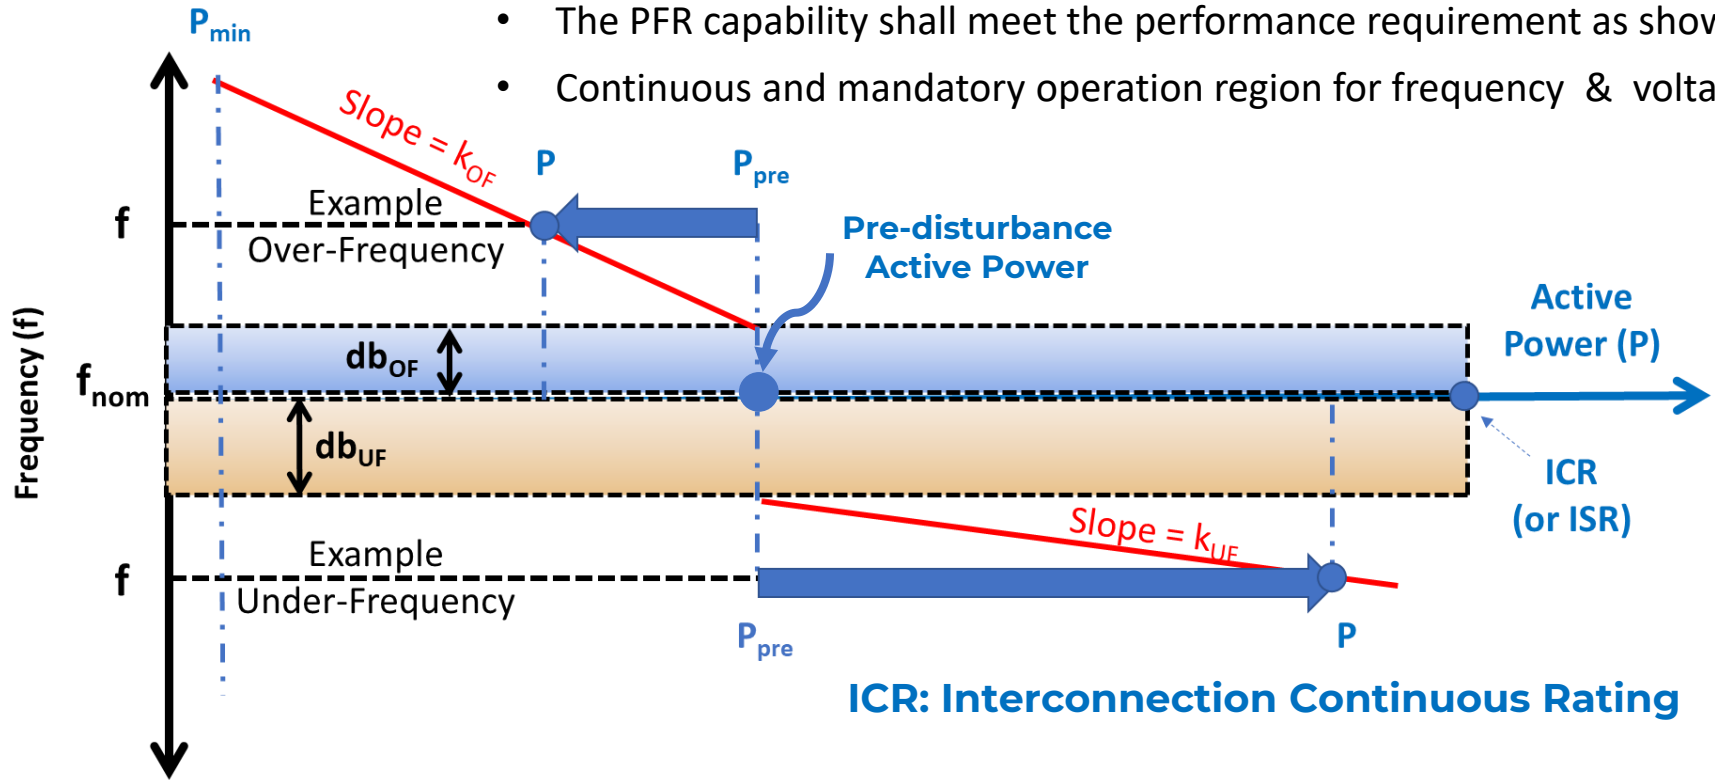 • The PFR capability shall meet the performance requirement as
• Continuous and mandatory operation region for frequency & 
Pmin
Slope = kOF
P
Ppre
f
Example
Over-Frequency
Pre-disturbance
Active Power
Frequency (f)
Active
Power (P)
dbOF
fnom
dbUF
ICR
(or ISR)
Slope = kUF
f
Example
Under-Frequency
Ppre
P
ICR: Interconnection Continuous Rating